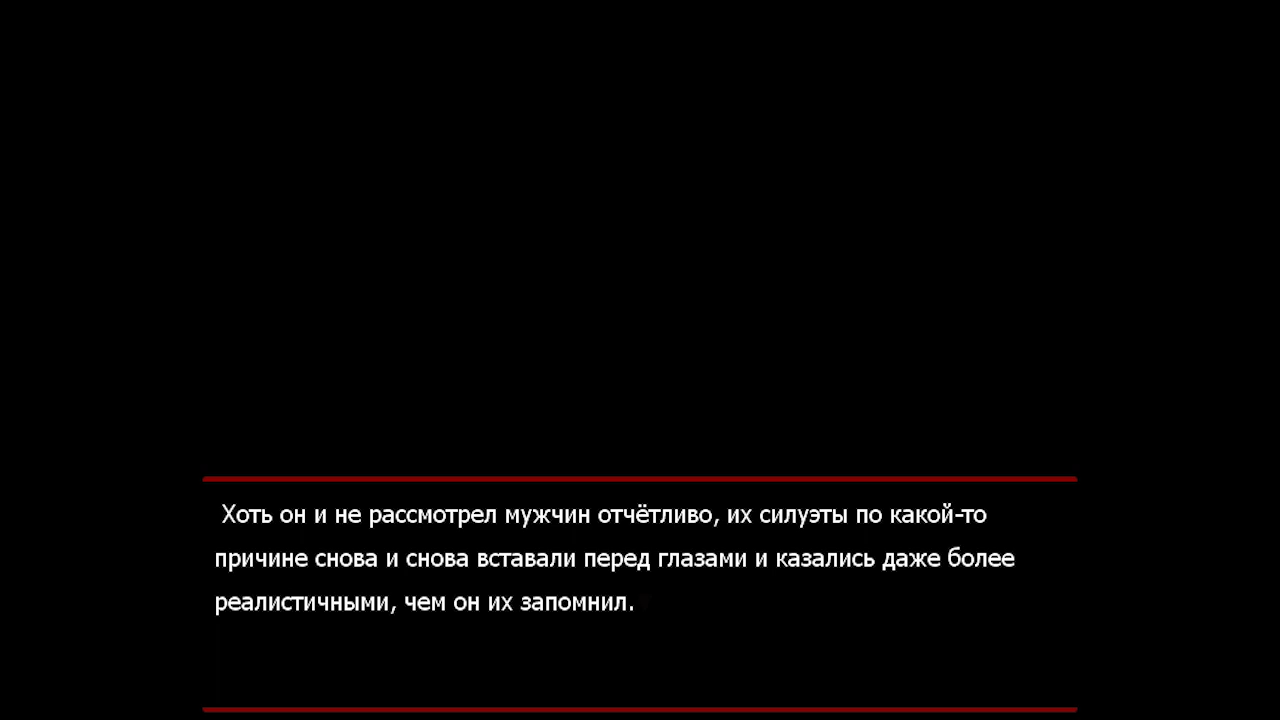 Хоть он и не рассмотрел мужчин отчётливо, их силуэты по какой-то
причине снова и снова вставали перед глазами и казались даже более
реалистичными, чем он их запомнил.